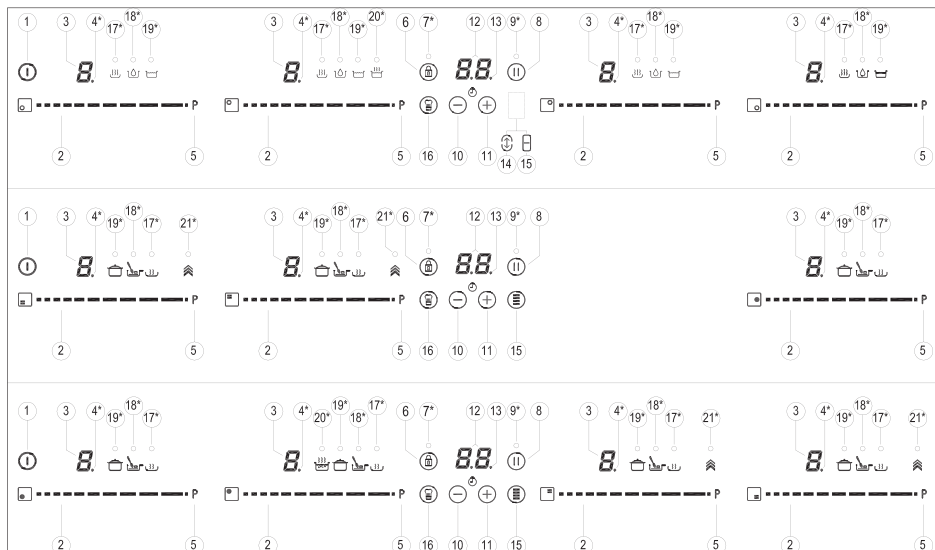 18* 18* 20* 18* 18*
1 3 4* 17* 19* 3 4* 17* 19* 6 7* 12 13 9* 8 3 4* 17* 19* 3 4* 17* 19*
8. 8. 8.8. 8. 8.
P P P P
2 5 2 5 16 10 11 14 15 2 5 2 5
18* 18* 18*
1 3 4* 19* 17* 21* 3 4* 19* 17* 21* 6 7* 12 13 9* 8 3 4* 19* 17*
8. 8. 8.8. 8.
P P P
2 5 2 5 16 10 11 15 2 5
18* 19* 17* 18* 18*
1 3 4* 19* 17* 3 4* 20* 18* 6 7* 12 13 9* 8 3 4* 19* 17* 21* 3 4* 19* 17* 21*
8. 8. 8.8. 8. 8.
P P P P
2 5 2 5 16 10 11 15 2 5 2 5